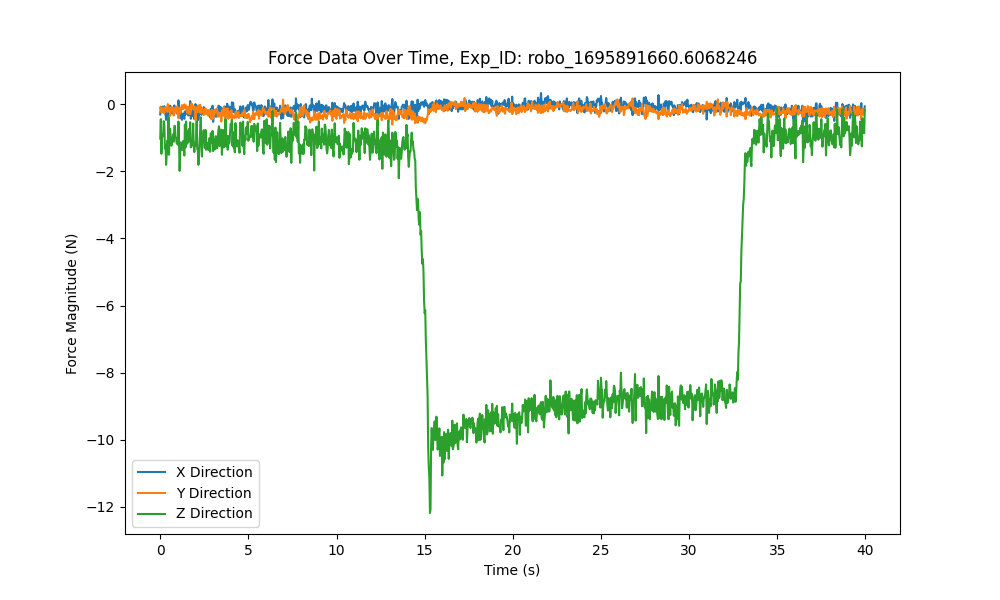 Force Data Over Time, Exp_ID: robo_1695891660.6068246
Force Magnitude (N)
0
−2
−4
−6
−8
−10
−12
X Direction
Y Direction
Z Direction
0 5 10 15 20 25 30 35 40
Time (s)